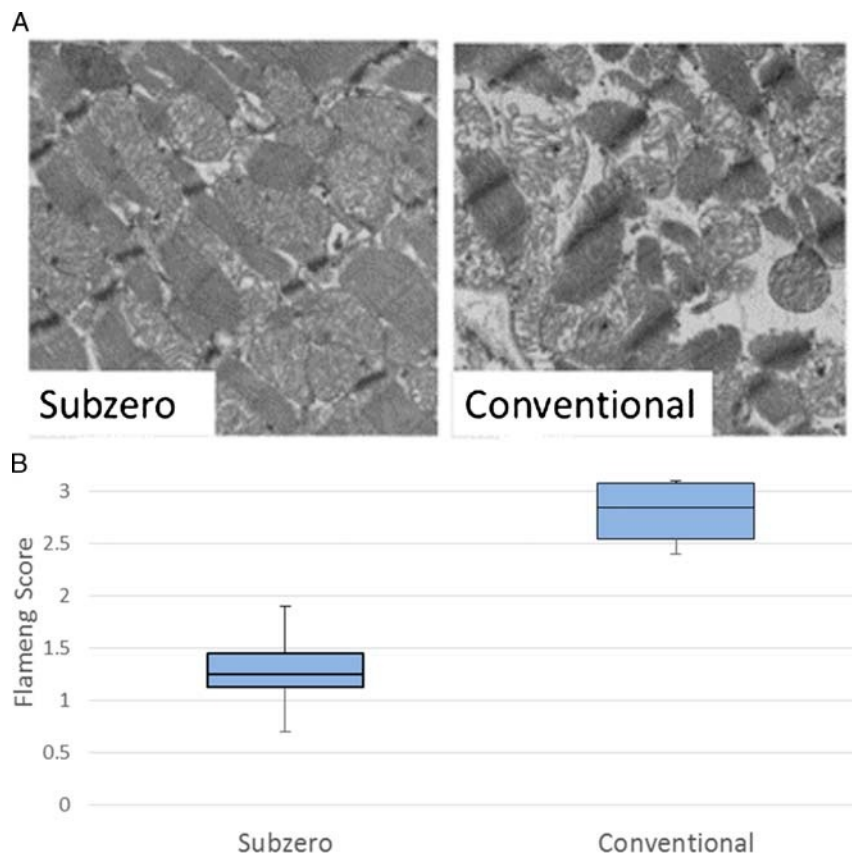 A
Subzero
Conventional
B
Flameng Score
3
2.5
2
1.5
1
0.5
0
Subzero
Conventional